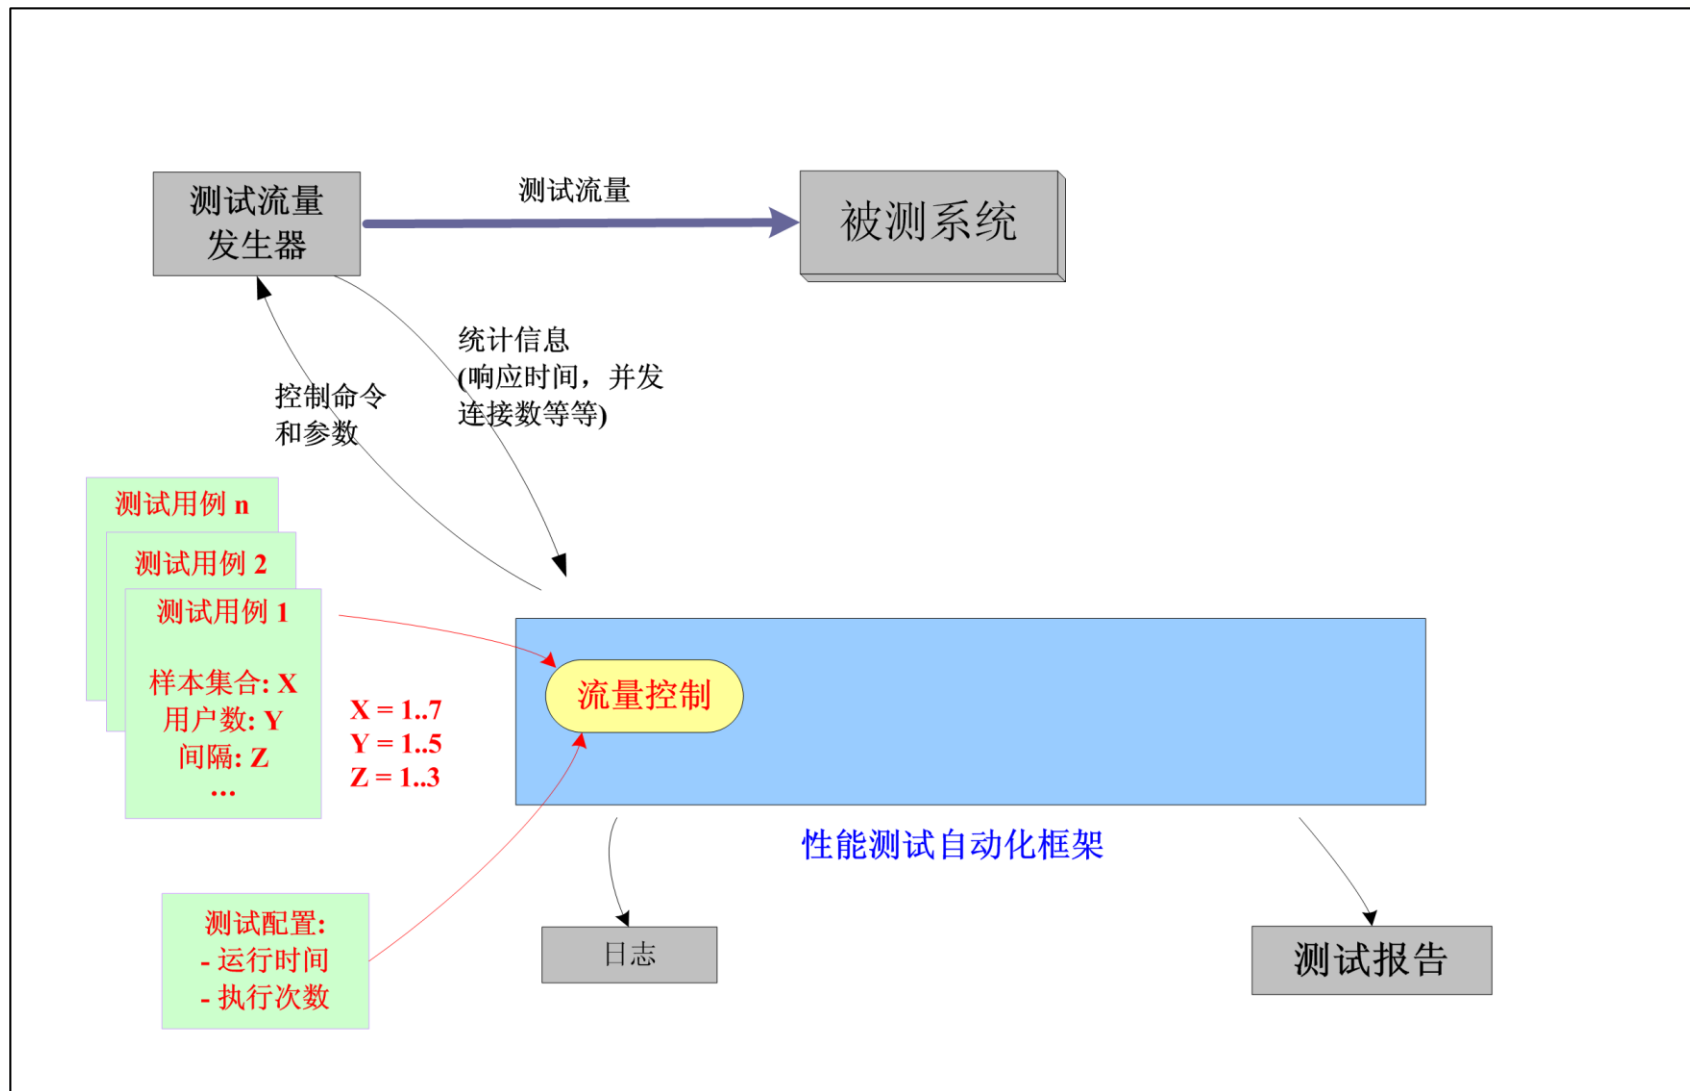 测试流量
发生器
测试流量
被测系统
统计信息
(响应时间，并发
连接数等等)
控制命令
和参数
测试用例 n
测试用例 2
测试用例 1
样本集合: X
用户数: Y
间隔: Z
...
X = 1..7
Y = 1..5
Z = 1..3
流量控制
性能测试自动化框架
测试配置:
- 运行时间
- 执行次数
日志
测试报告